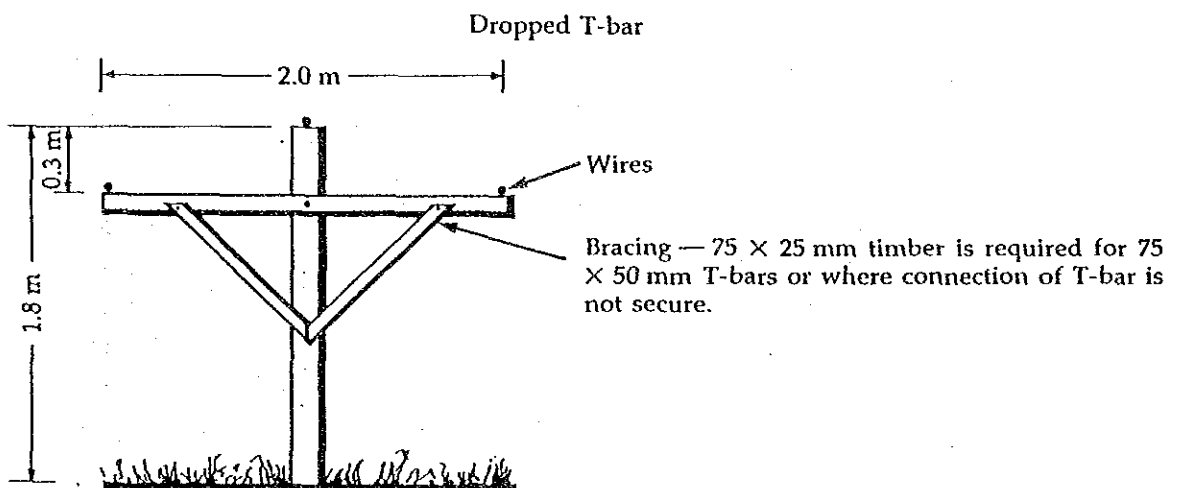 Dropped T-bar
2.0 m
0.3 m
1.8 m
Wires
Bracing — 75 × 25 mm timber is required for 75
× 50 mm T-bars or where connection of T-bar is
not secure.